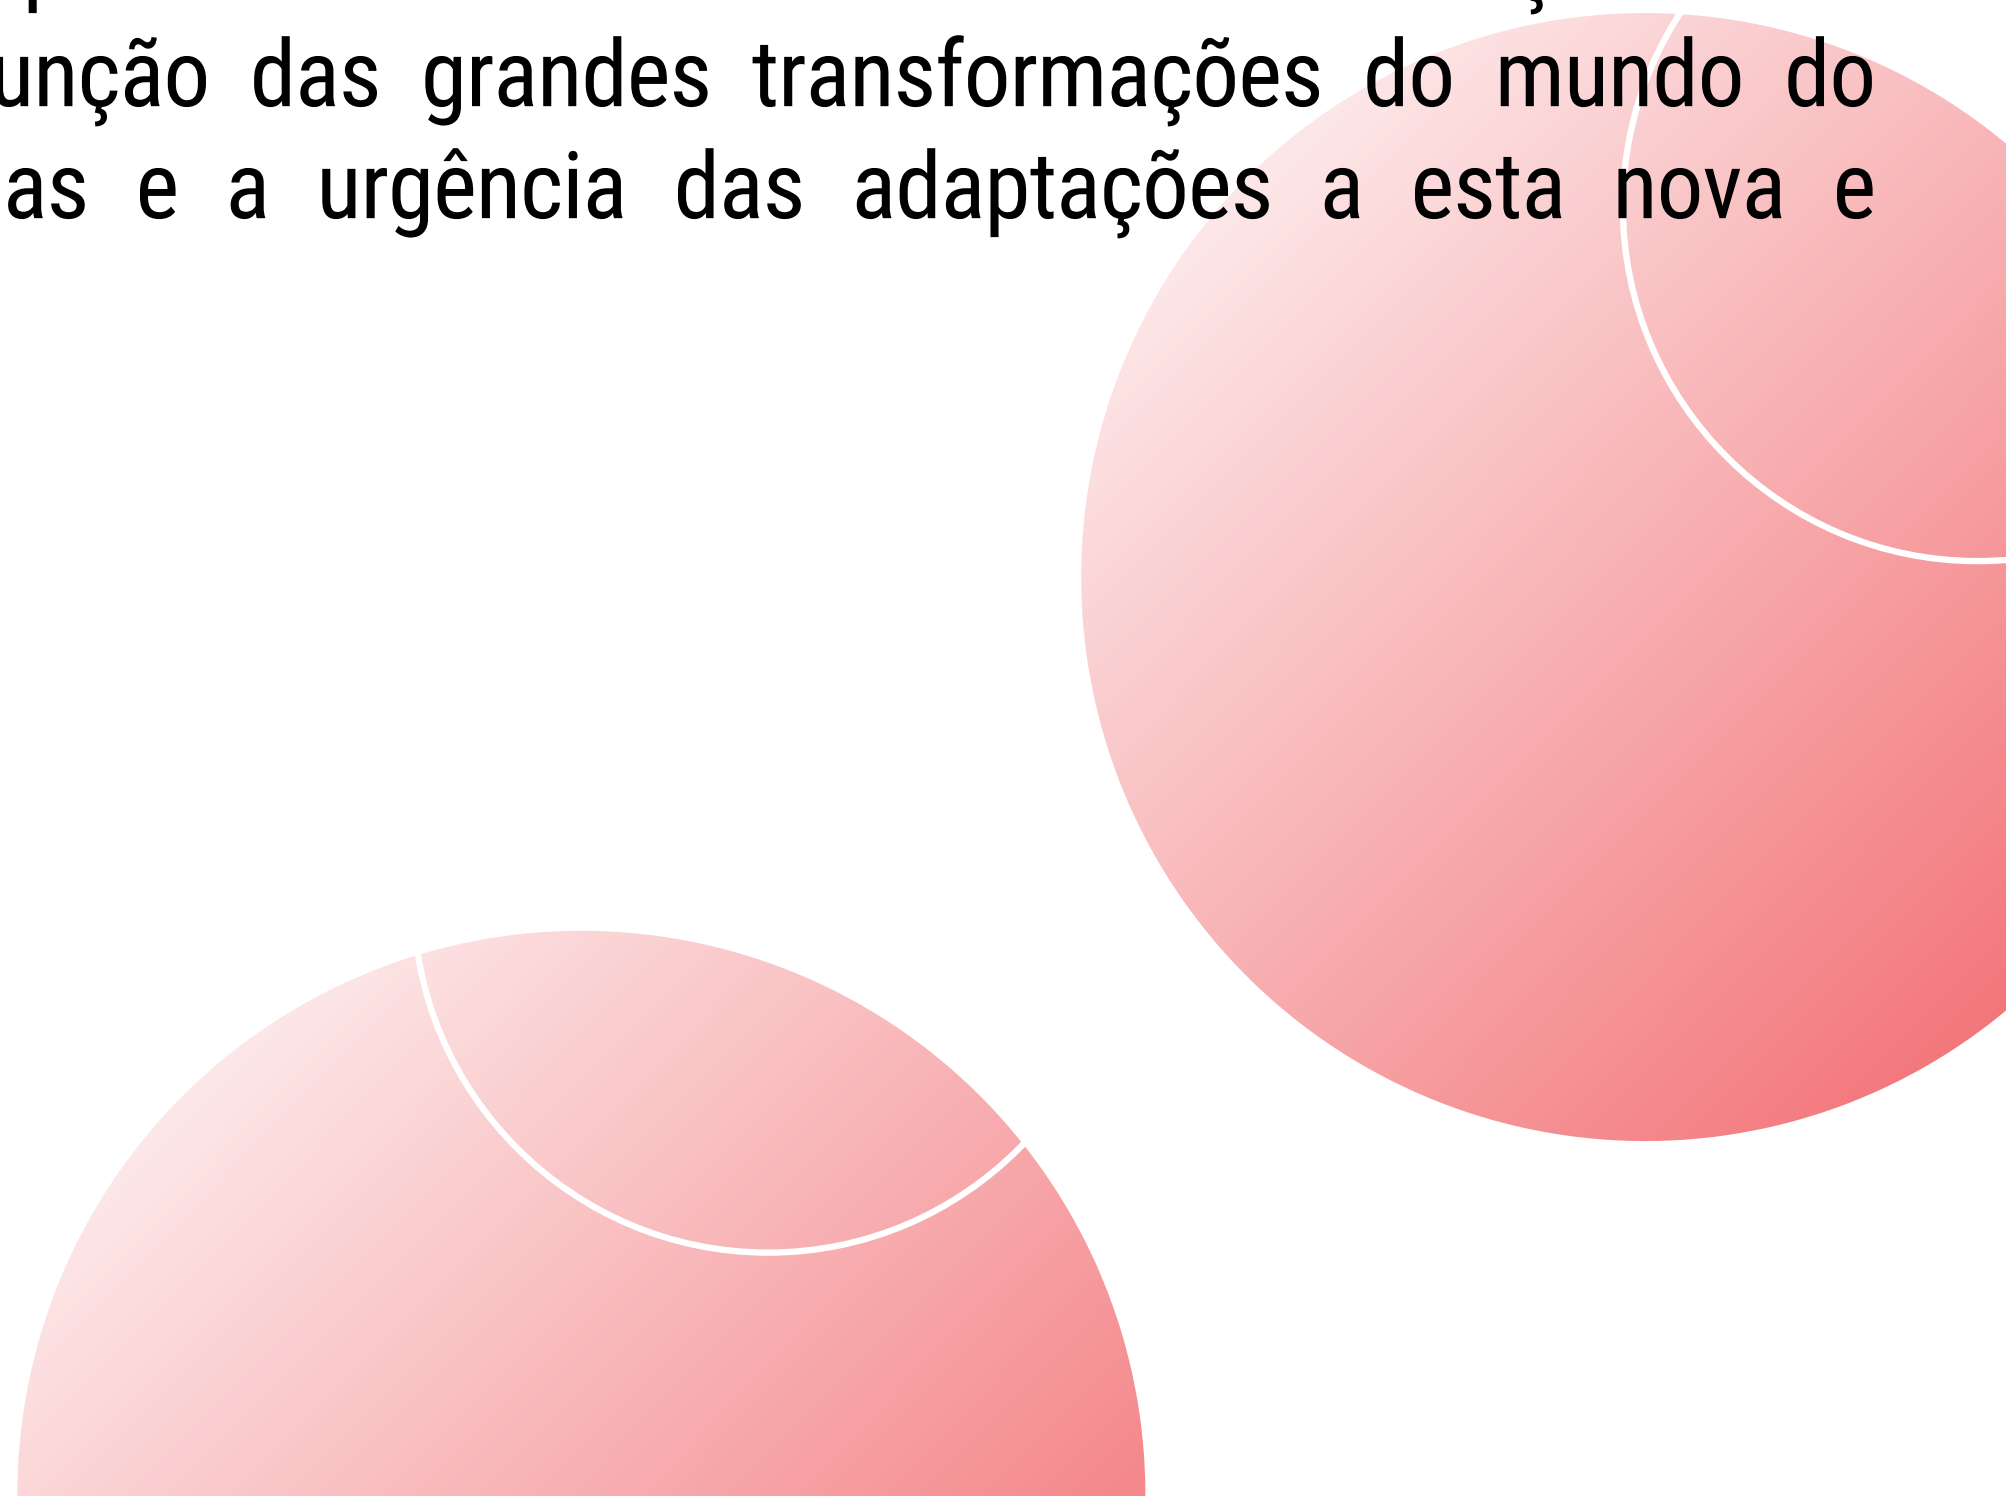 unção das grandes transformações do mundo do
as e a urgência das adaptações a esta nova e